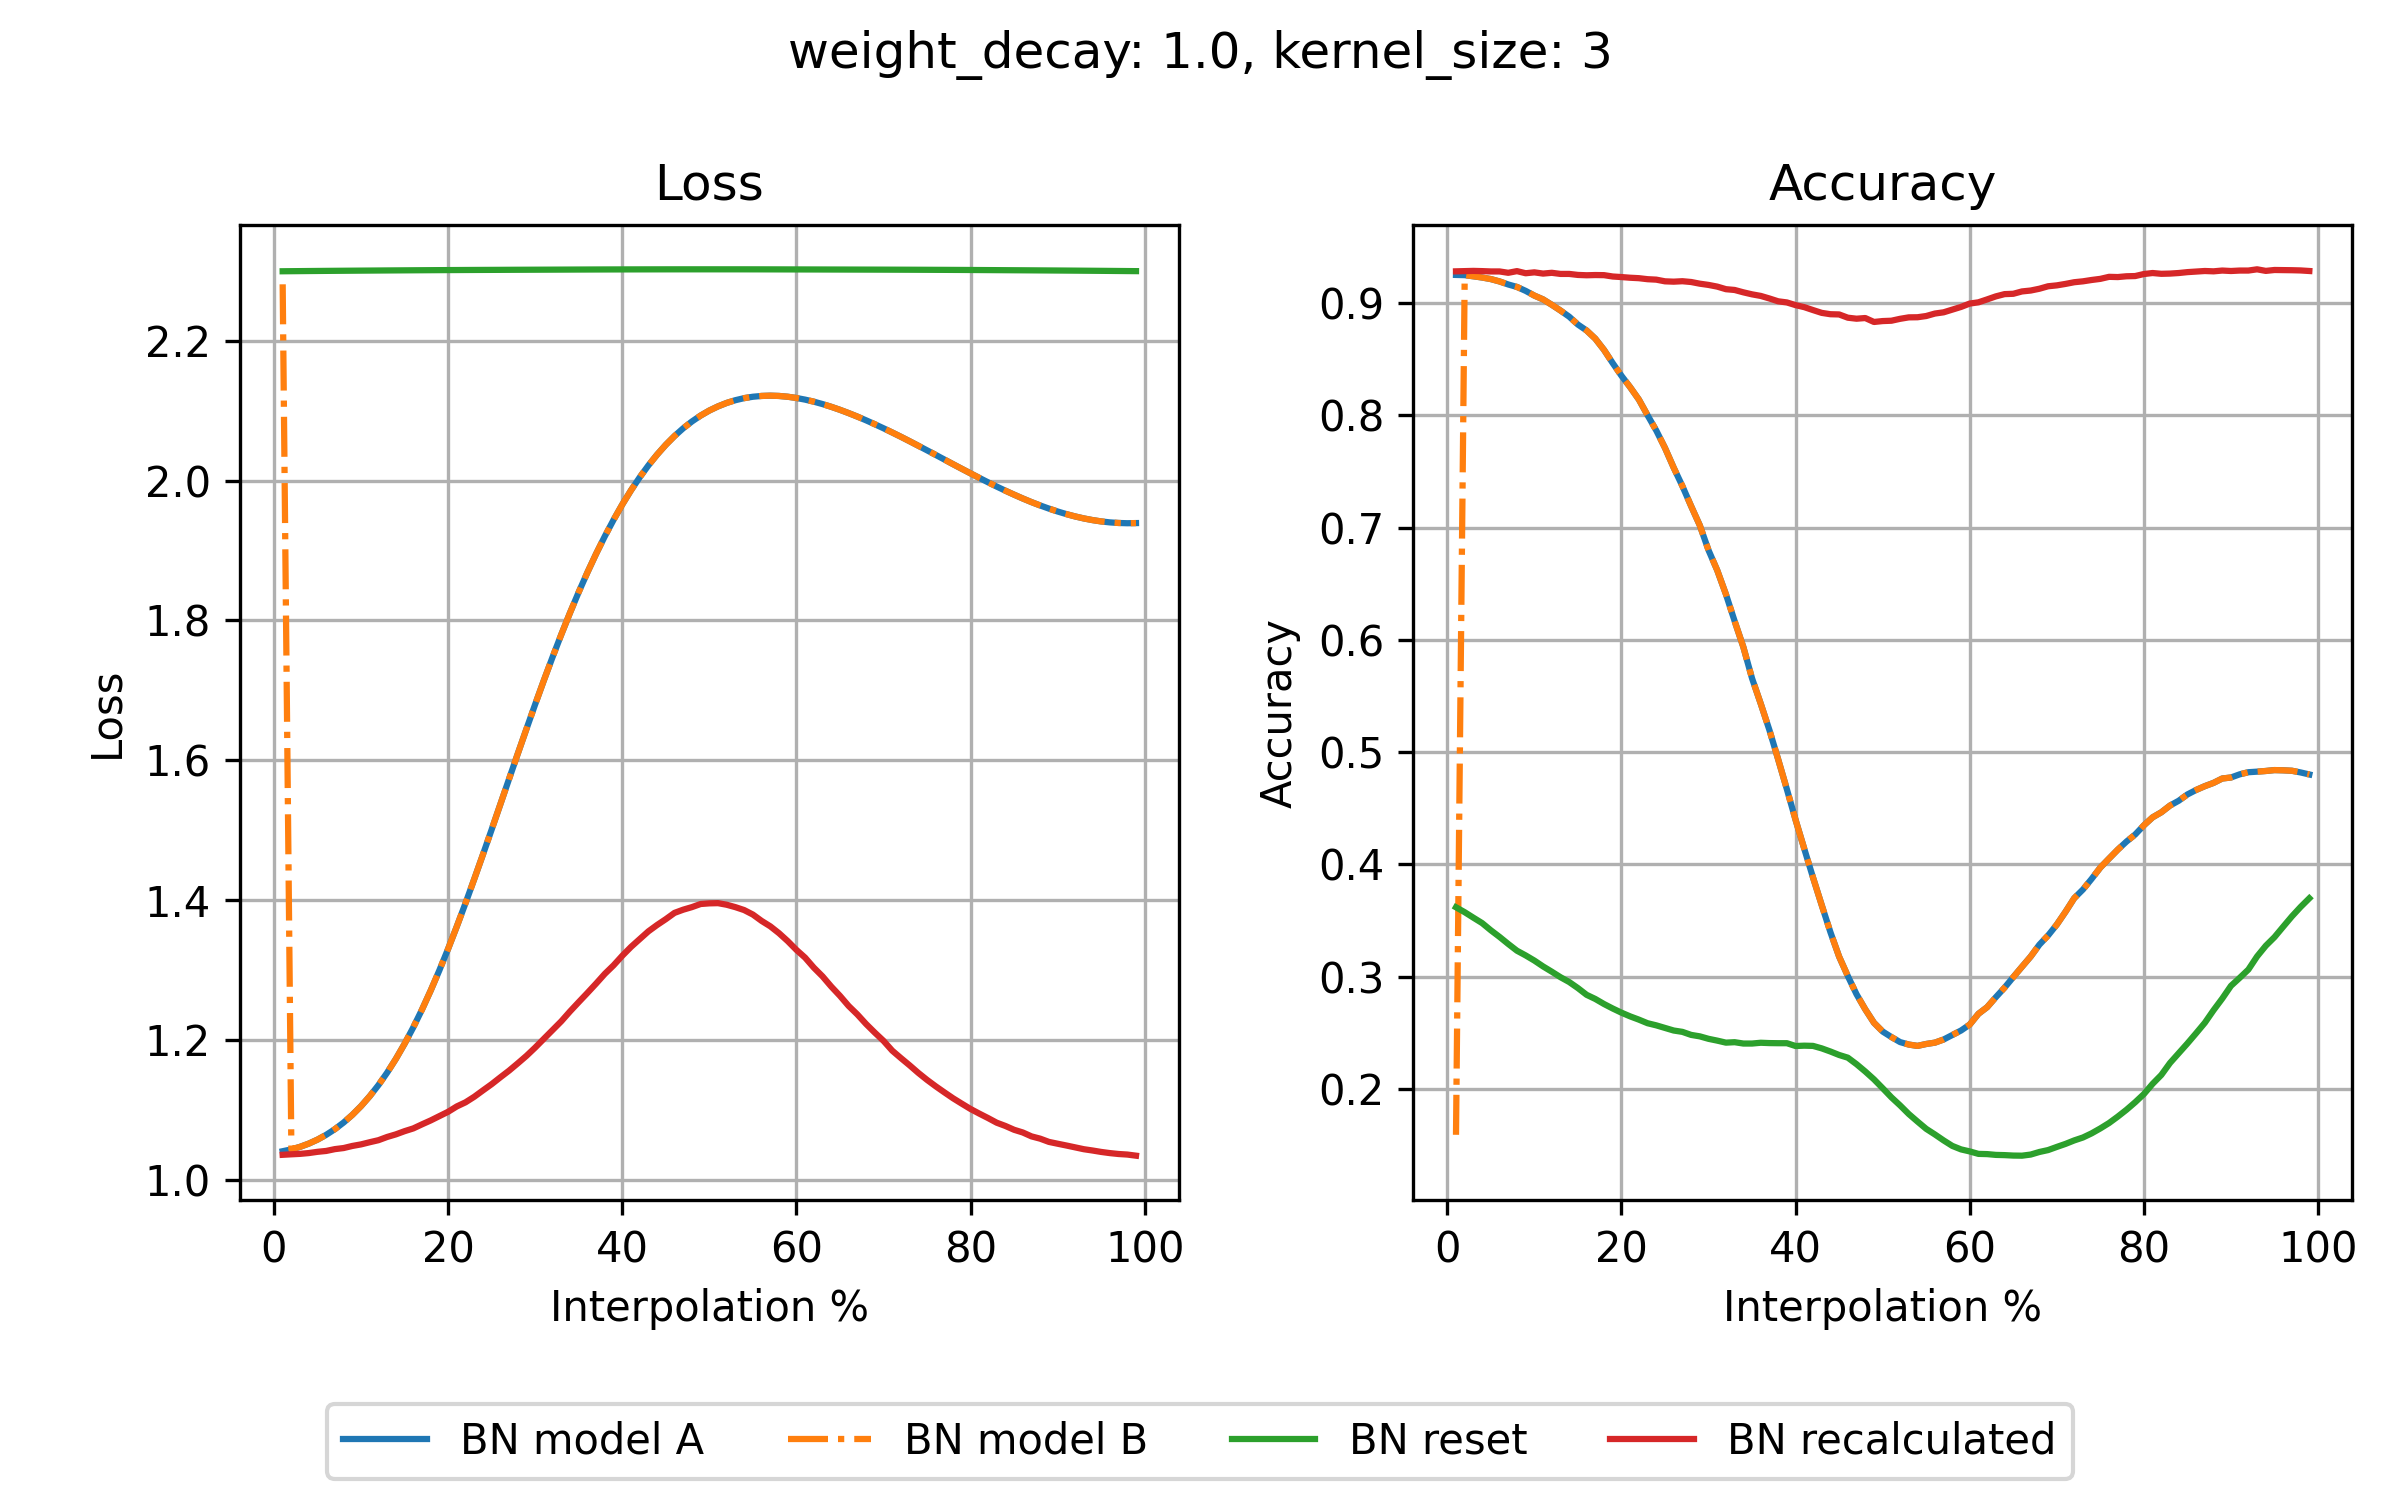 weight_decay: 1.0, kernel_size: 3
Loss
Loss
2.2
2.0
1.8
1.6
1.4
1.2
1.0
0 20 40 60 80 100
Interpolation %
Accuracy
Accuracy
0.9
0.8
0.7
0.6
0.5
0.4
0.3
0.2
0 20 40 60 80 100
Interpolation %
BN model A BN model B BN reset BN recalculated